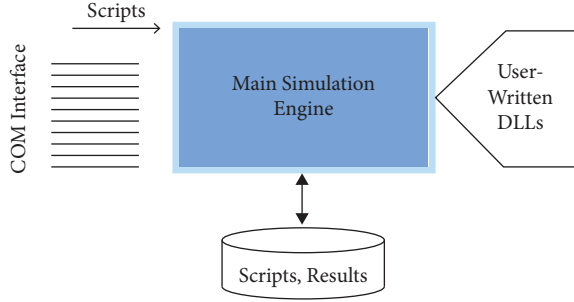 Scripts
COM Interface
Main Simulation
Engine
User-
Written
DLLs
Scripts, Results